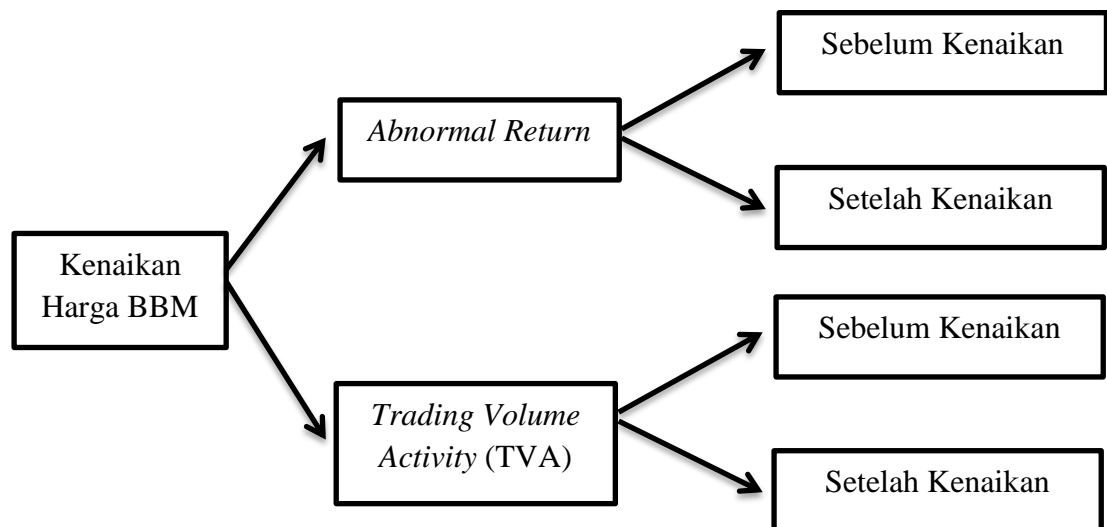 Sebelum Kenaikan
Abnormal Return
Setelah Kenaikan
Kenaikan
Harga BBM
Sebelum Kenaikan
Trading Volume
Activity (TVA)
Setelah Kenaikan